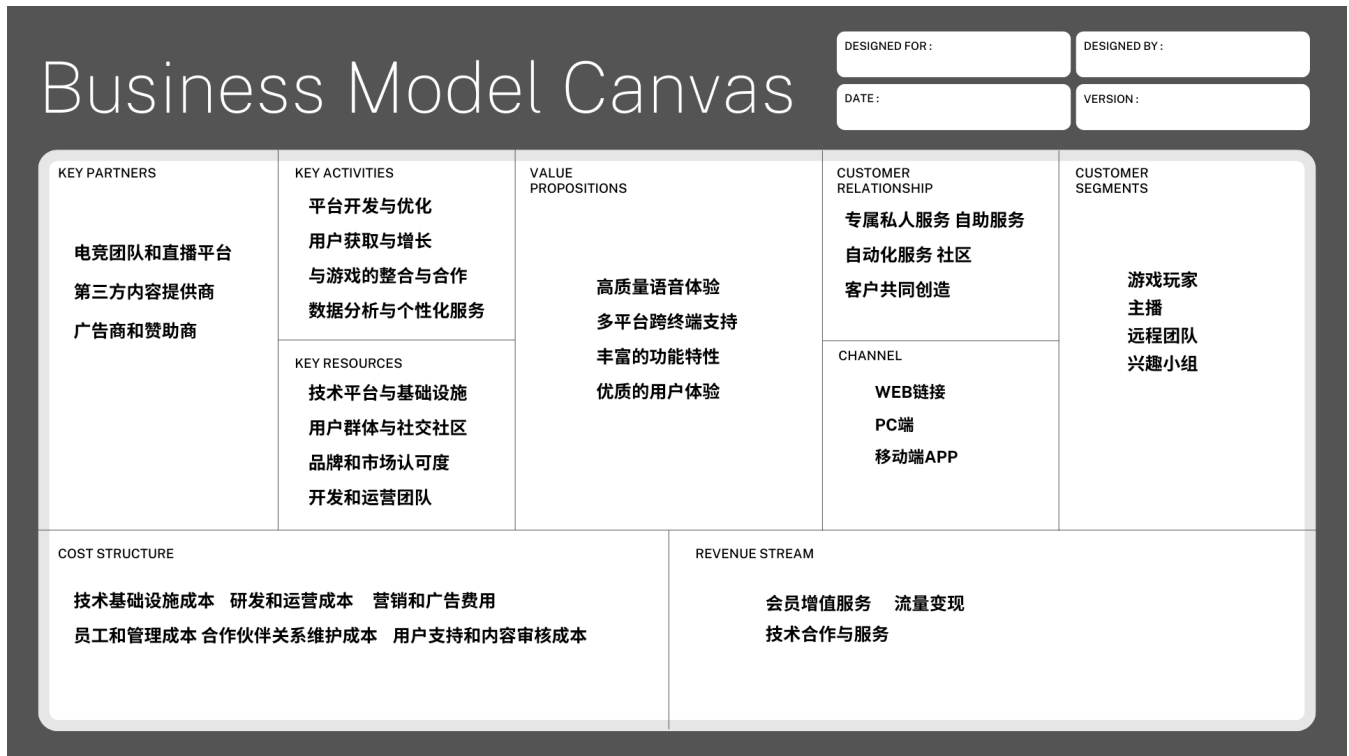 Business Model Canvas
DESIGNED FOR :
DESIGNED BY :
DATE :
VERSION :
KEY PARTNERS
电竞团队和直播平台
第三方内容提供商
广告商和赞助商
KEY ACTIVITIES
平台开发与优化
用户获取与增长
与游戏的整合与合作
数据分析与个性化服务
KEY RESOURCES
技术平台与基础设施
用户群体与社交社区
品牌和市场认可度
开发和运营团队
VALUE
PROPOSITIONS
高质量语音体验
多平台跨终端支持
丰富的功能特性
优质的用户体验
CUSTOMER
RELATIONSHIP
专属私人服务 自助服务
自动化服务 社区
客户共同创造
CHANNEL
WEB链接
PC端
移动端APP
CUSTOMER
SEGMENTS
游戏玩家
主播
远程团队
兴趣小组
COST STRUCTURE
技术基础设施成本 研发和运营成本 营销和广告费用
员工和管理成本 合作伙伴关系维护成本 用户支持和内容审核成本
REVENUE STREAM
会员增值服务 流量变现
技术合作与服务